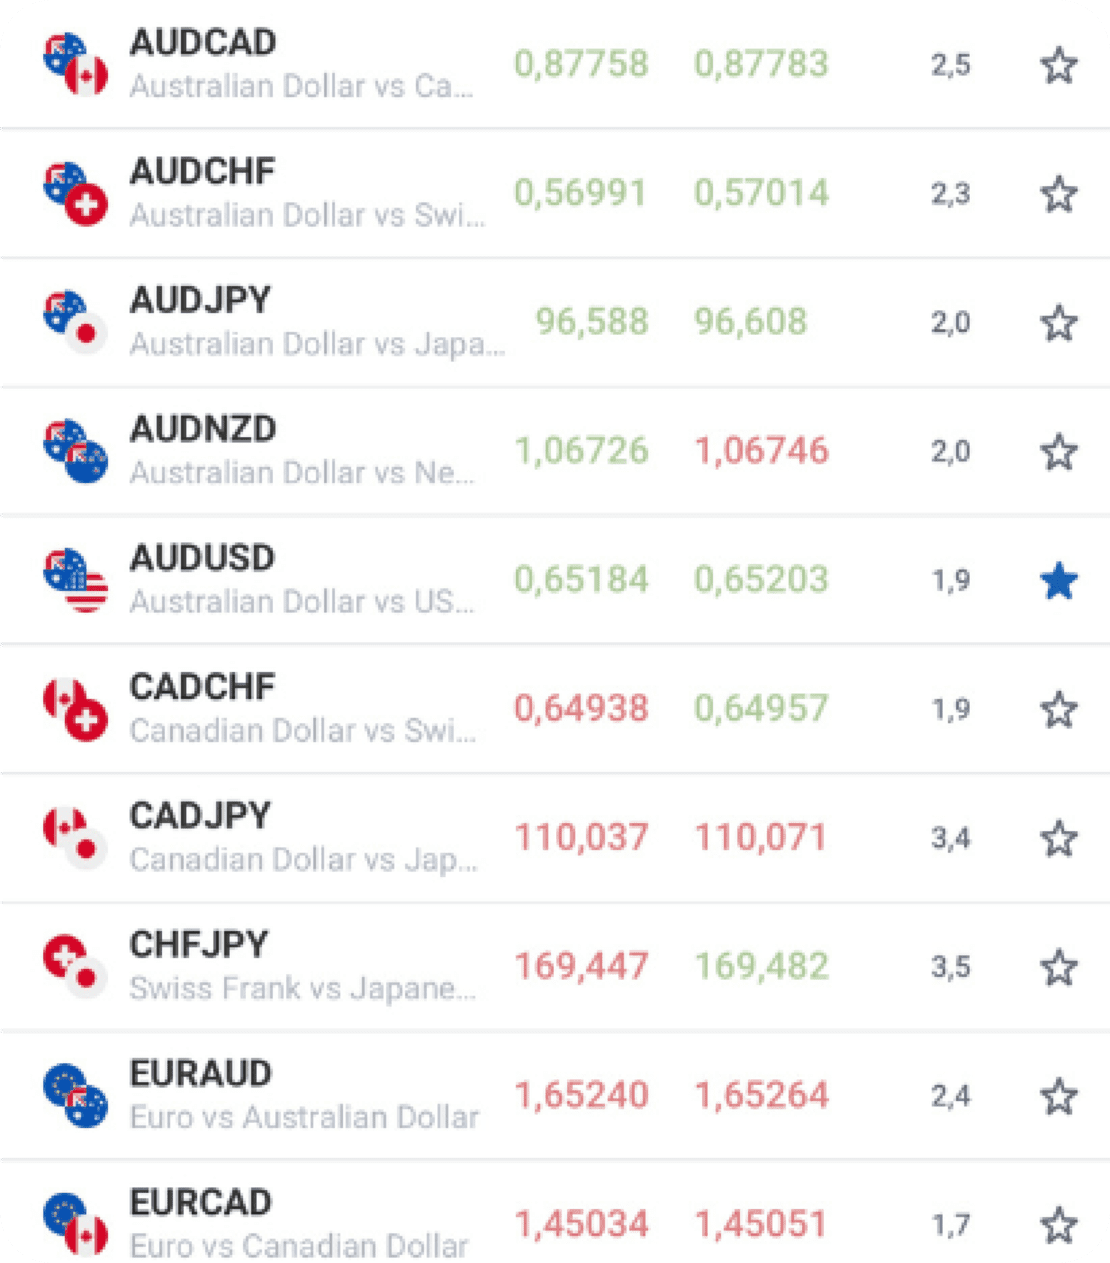 AUDCAD 0,87758 0,87783 2,5
Australian Dollar vs Ca...
AUDCHF 0,56991 0,57014 2,3
Australian Dollar vs Swi...
AUDJPY 96,588 96,608 2,0
Australian Dollar vs Japa...
AUDNZD 1,06726 1,06746 2,0
Australian Dollar vs Ne...
AUDUSD 0,65184 0,65203 1,9
Australian Dollar vs US...
CADCHF 0,64938 0,64957 1,9
Canadian Dollar vs Swi...
CADJPY 110,037 110,071 3,4
Canadian Dollar vs Jap...
CHFJPY 169,447 169,482 3,5
Swiss Frank vs Japane...
EURAUD 1,65240 1,65264 2,4
Euro vs Australian Dollar
EURCAD 1,45034 1,45051 1,7
Euro vs Canadian Dollar